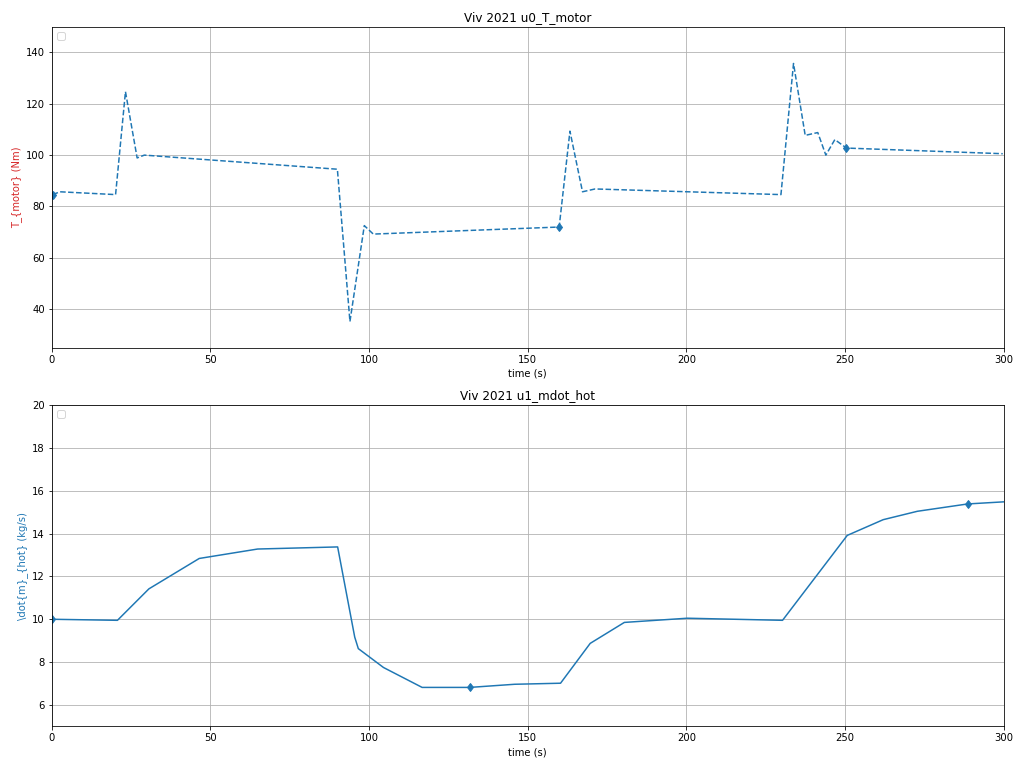 Viv 2021 u0_T_motor
140
120
100
80
60
40
T_{motor} (Nm)
0 50 100 150 200 250 300
time (s)
Viv 2021 u1_mdot_hot
20
18
16
14
12
10
8
6
\dot{m}_{hot} (kg/s)
0 50 100 150 200 250 300
time (s)